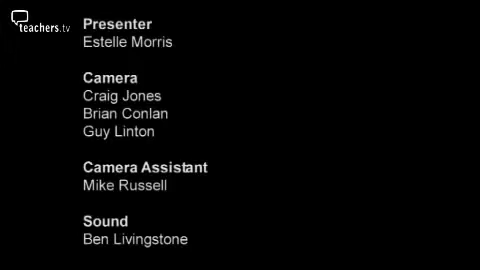 teachers.tv
Presenter
Estelle Morris
Camera
Craig Jones
Brian Conlan
Guy Linton
Camera Assistant
Mike Russell
Sound
Ben Livingstone